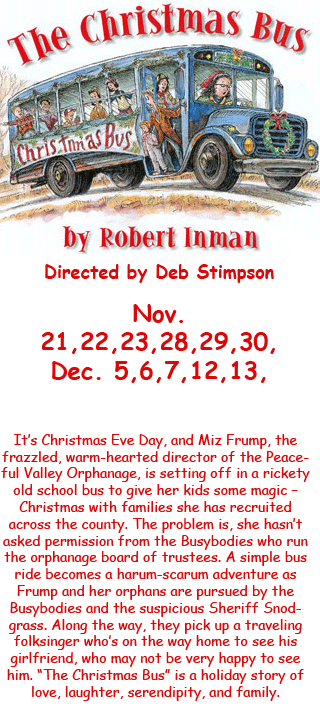 The Christmas Bus
Christmas Bus
by Robert Inman
Directed by Deb Stimpson
Nov.
21,22,23,28,29,30,
Dec. 5,6,7,12,13,
It's Christmas Eve Day, and Miz Frump, the
frazzled, warm-hearted director of the Peace-
ful Valley Orphanage, is setting off in a rickety
old school bus to give her kids some magic –
Christmas with families she has recruited
across the county. The problem is, she hasn't
asked permission from the Busybodies who run
the orphanage board of trustees. A simple bus
ride becomes a harum-scarum adventure as
Frump and her orphans are pursued by the
Busybodies and the suspicious Sheriff Snod-
grass. Along the way, they pick up a traveling
folksinger who's on the way home to see his
girlfriend, who may not be very happy to see
him. "The Christmas Bus" is a holiday story of
love, laughter, serendipity, and family.